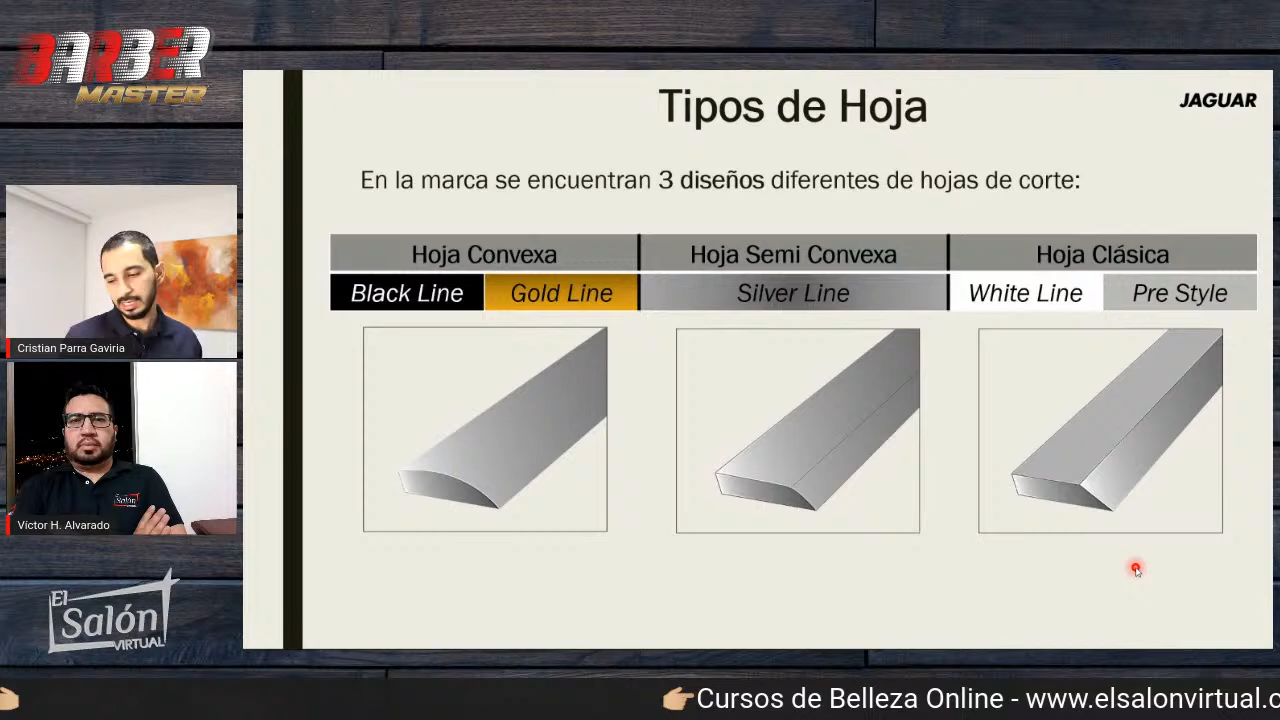 BARBER
MASTER
Tipos de Hoja
JAGUAR
En la marca se encuentran 3 diseños diferentes de hojas de corte:
Hoja Convexa
Hoja Semi Convexa
Hoja Clásica
Black Line
Gold Line
Silver Line
White Line
Pre Style
Cristian Parra Gaviria
Salón
Víctor H. Alvarado
El
Salón
VIRTUAL
👉Cursos de Belleza Online - www.elsalonvirtual.c